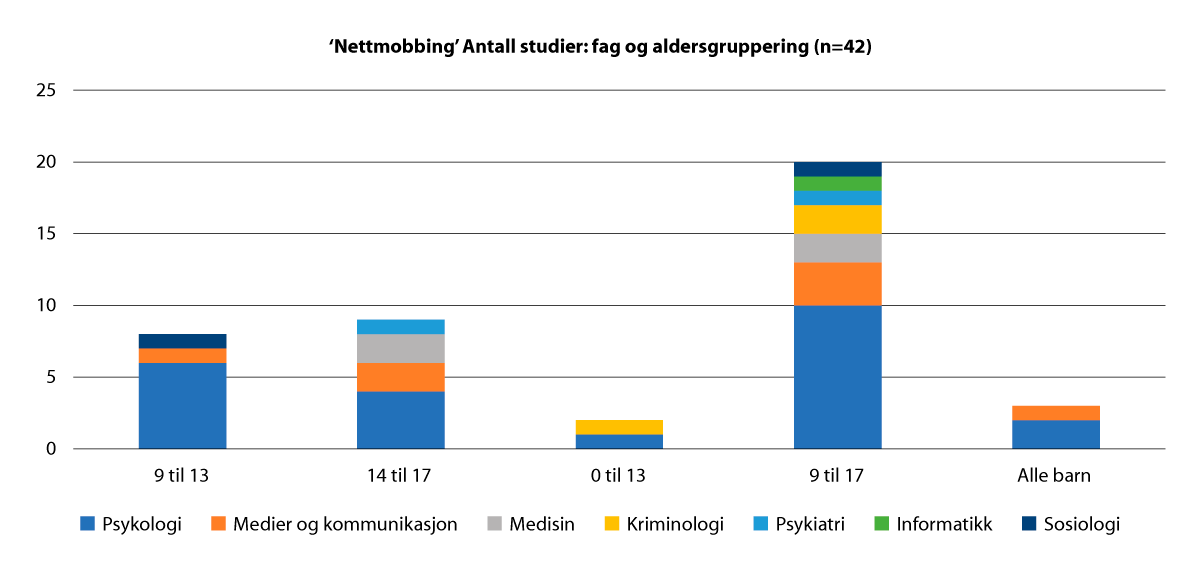 ‘Nettmobbing’ Antall studier: fag og aldersgruppering (n=42)
25
20
15
10
5
0
9 til 13 14 til 17 0 til 13 9 til 17 Alle barn
Psykologi Medier og kommunikasjon Medisin Kriminologi Psykiatri Informatikk Sosiologi